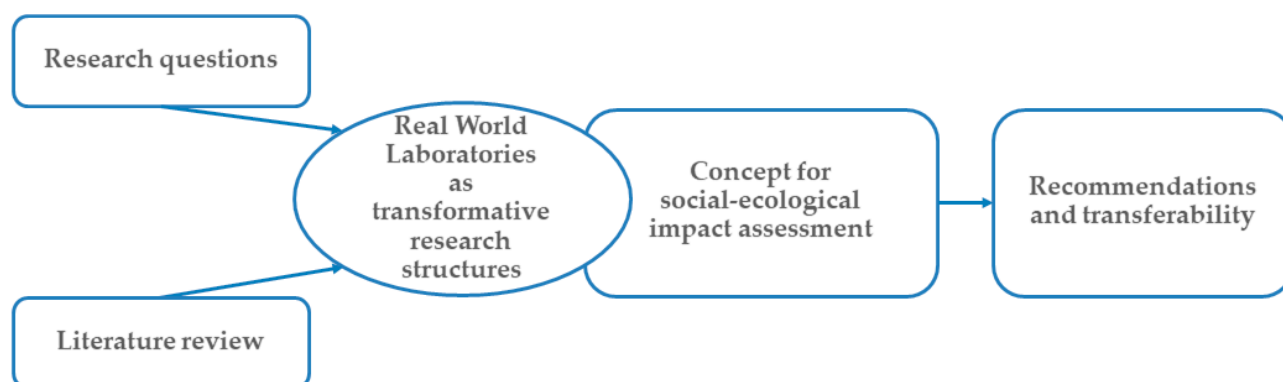 Research questions
Real World
Laboratories
as
transformative
research
structures
Concept for
social-ecological
impact assessment
Recommendations
and transferability
Literature review